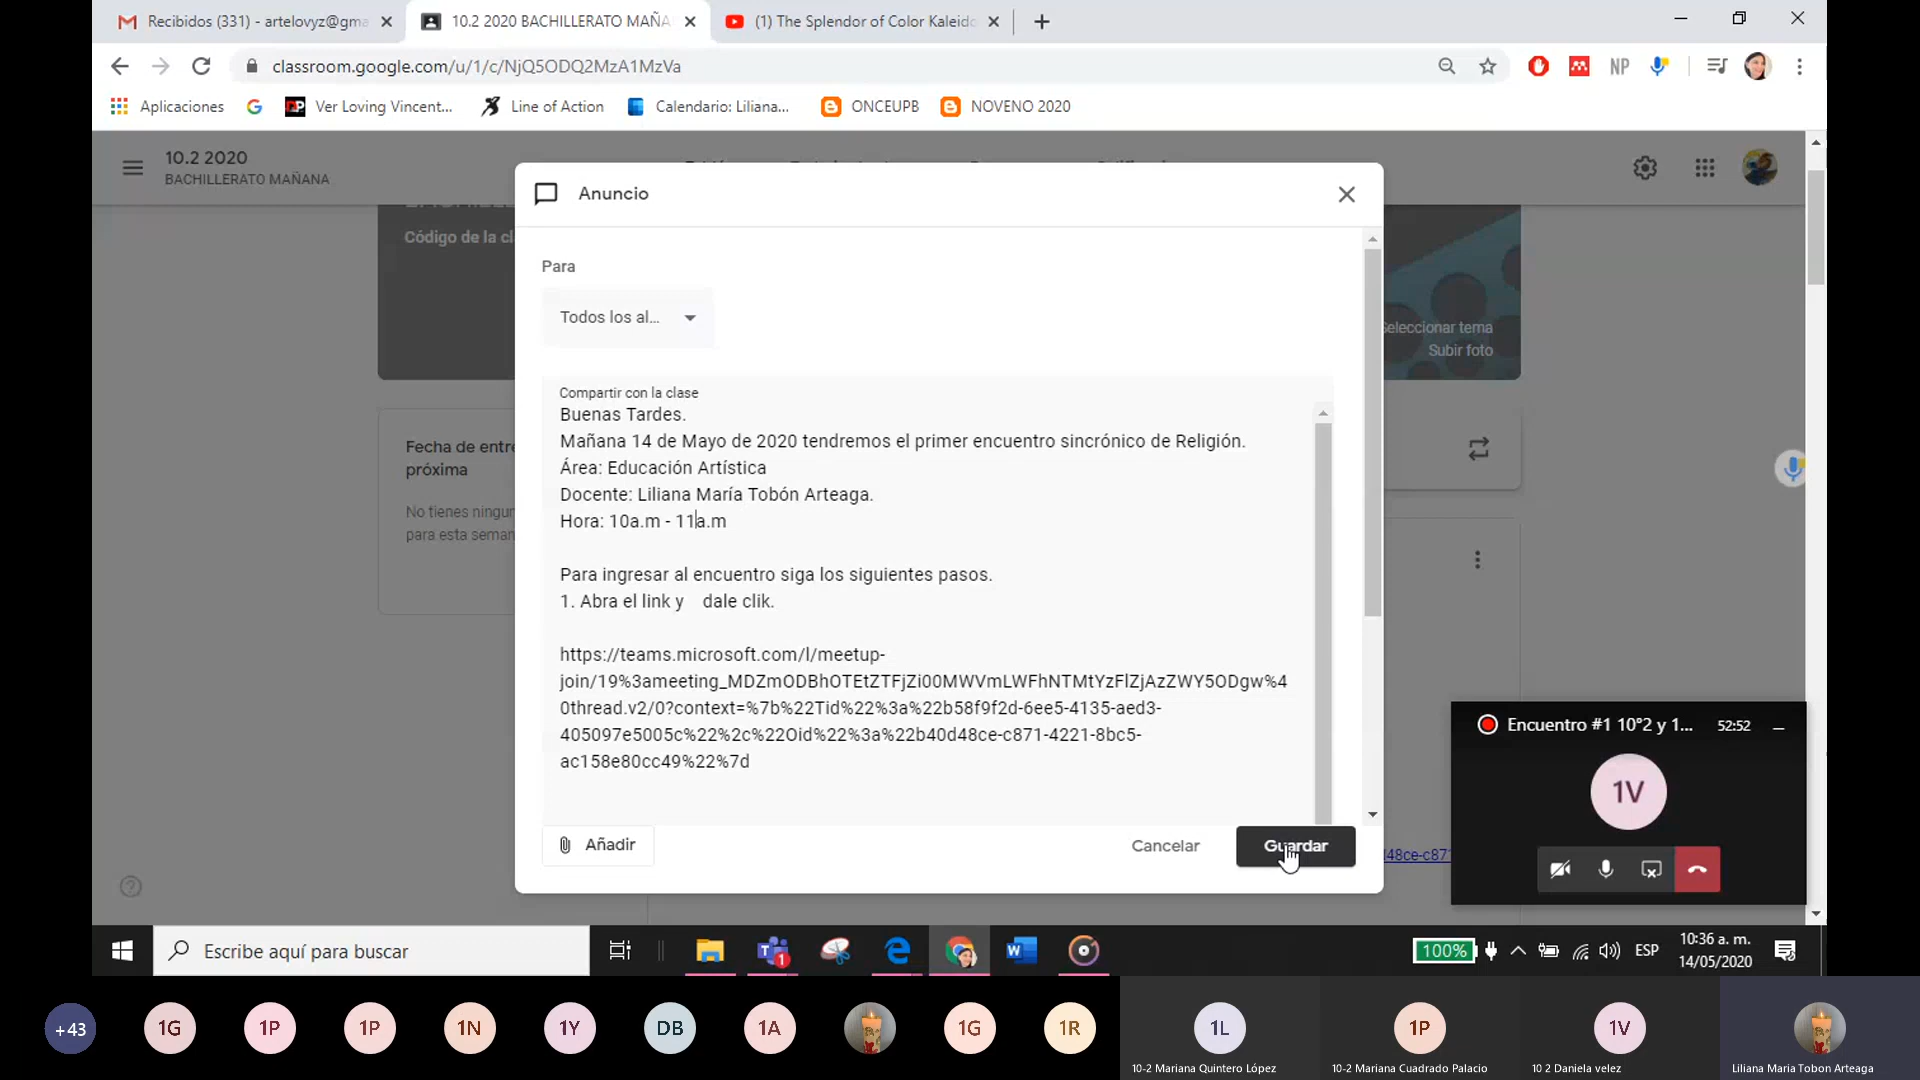 Recibidos (331) - artelovyz@gma
10.2 2020 BACHILLERATO MAÑA
(1) The Splendor of Color Kaleido
classroom.google.com/u/1/c/NjQ5ODQ2MzA1MzVa
NP
Aplicaciones
Ver Loving Vincent...
Line of Action
Calendario: Liliana...
ONCEUPB
NOVENO 2020
10.2 2020
BACHILLERATO MAÑANA
Anuncio
Código de la cl
Para
Todos los al...
Seleccionar tema
Subir foto
Compartir con la clase
Buenas Tardes.
Mañana 14 de Mayo de 2020 tendremos el primer encuentro sincrónico de Religión.
Área: Educación Artística
Docente: Liliana María Tobón Arteaga.
Hora: 10a.m - 11a.m
Fecha de entre
próxima
No tienes ningun
para esta seman
Para ingresar al encuentro siga los siguientes pasos.
1. Abra el link y dale clik.
https://teams.microsoft.com/l/meetup-
join/19%3ameeting_MDZmODBhOTEtZTFjZi00MWVmLWFhNTMtYzFlZjAzZWY5ODgw%4
0thread.v2/0?context=%7b%22Tid%22%3a%22b58f9f2d-6ee5-4135-aed3-
405097e5005c%22%2c%22Oid%22%3a%22b40d48ce-c871-4221-8bc5-
ac158e80cc49%22%7d
Añadir
Cancelar
Guardar
48ce-c871
Encuentro #1 10°2 y 1...
52:52
1V
Escribe aquí para buscar
1
100%
ESP
10:36 a. m.
14/05/2020
+43
1G
1P
1P
1N
1Y
DB
1A
1G
1R
1L
10-2 Mariana Quintero López
1P
10-2 Mariana Cuadrado Palacio
1V
10 2 Daniela velez
Liliana Maria Tobon Arteaga